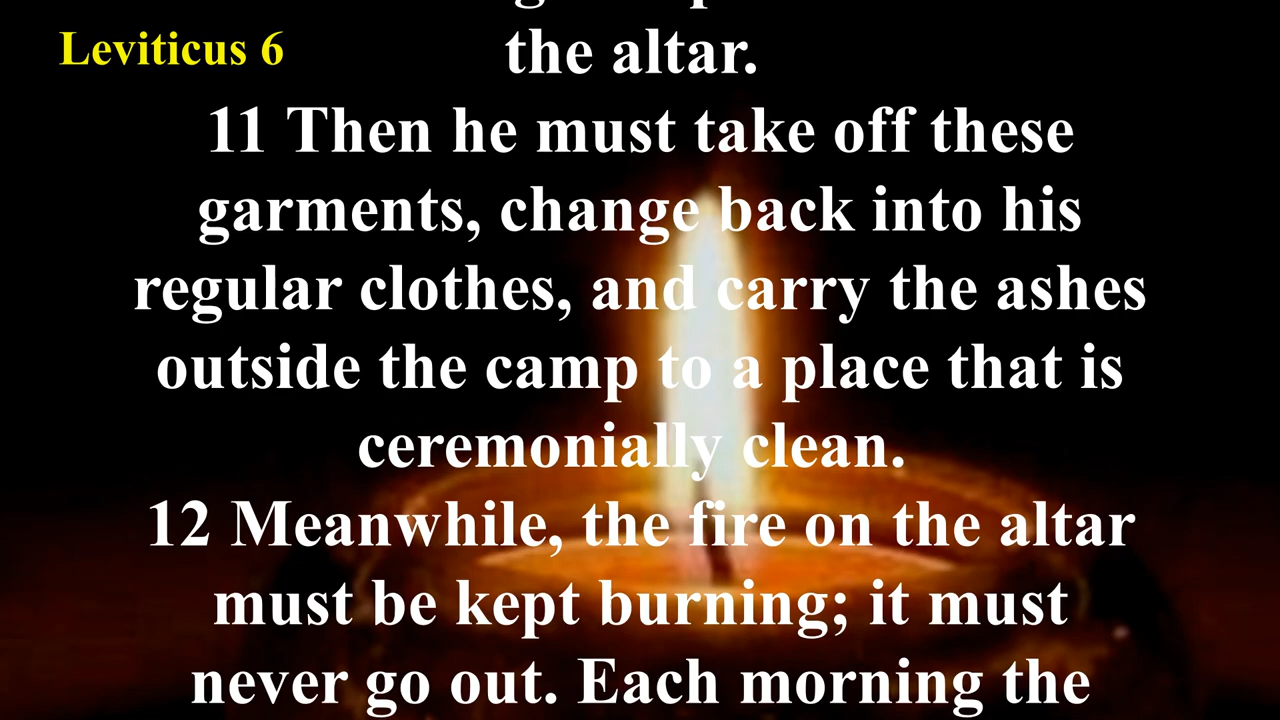 Leviticus 6
the altar.
11 Then he must take off these
garments, change back into his
regular clothes, and carry the ashes
outside the camp to a place that is
ceremonially clean.
12 Meanwhile, the fire on the altar
must be kept burning; it must
never go out. Each morning the